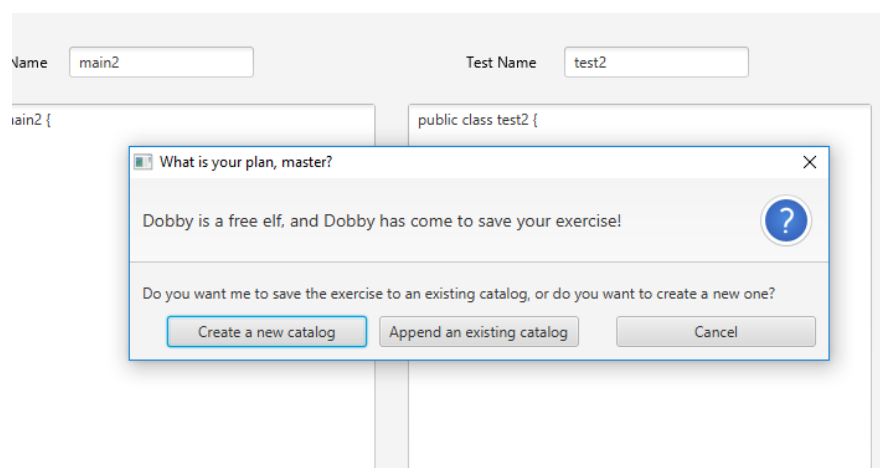 Name main2 Test Name test2
main2 { public class test2 {
What is your plan, master?
Dobby is a free elf, and Dobby has come to save your exercise!
?
Do you want me to save the exercise to an existing catalog, or do you want to create a new one?
Create a new catalog Append an existing catalog Cancel